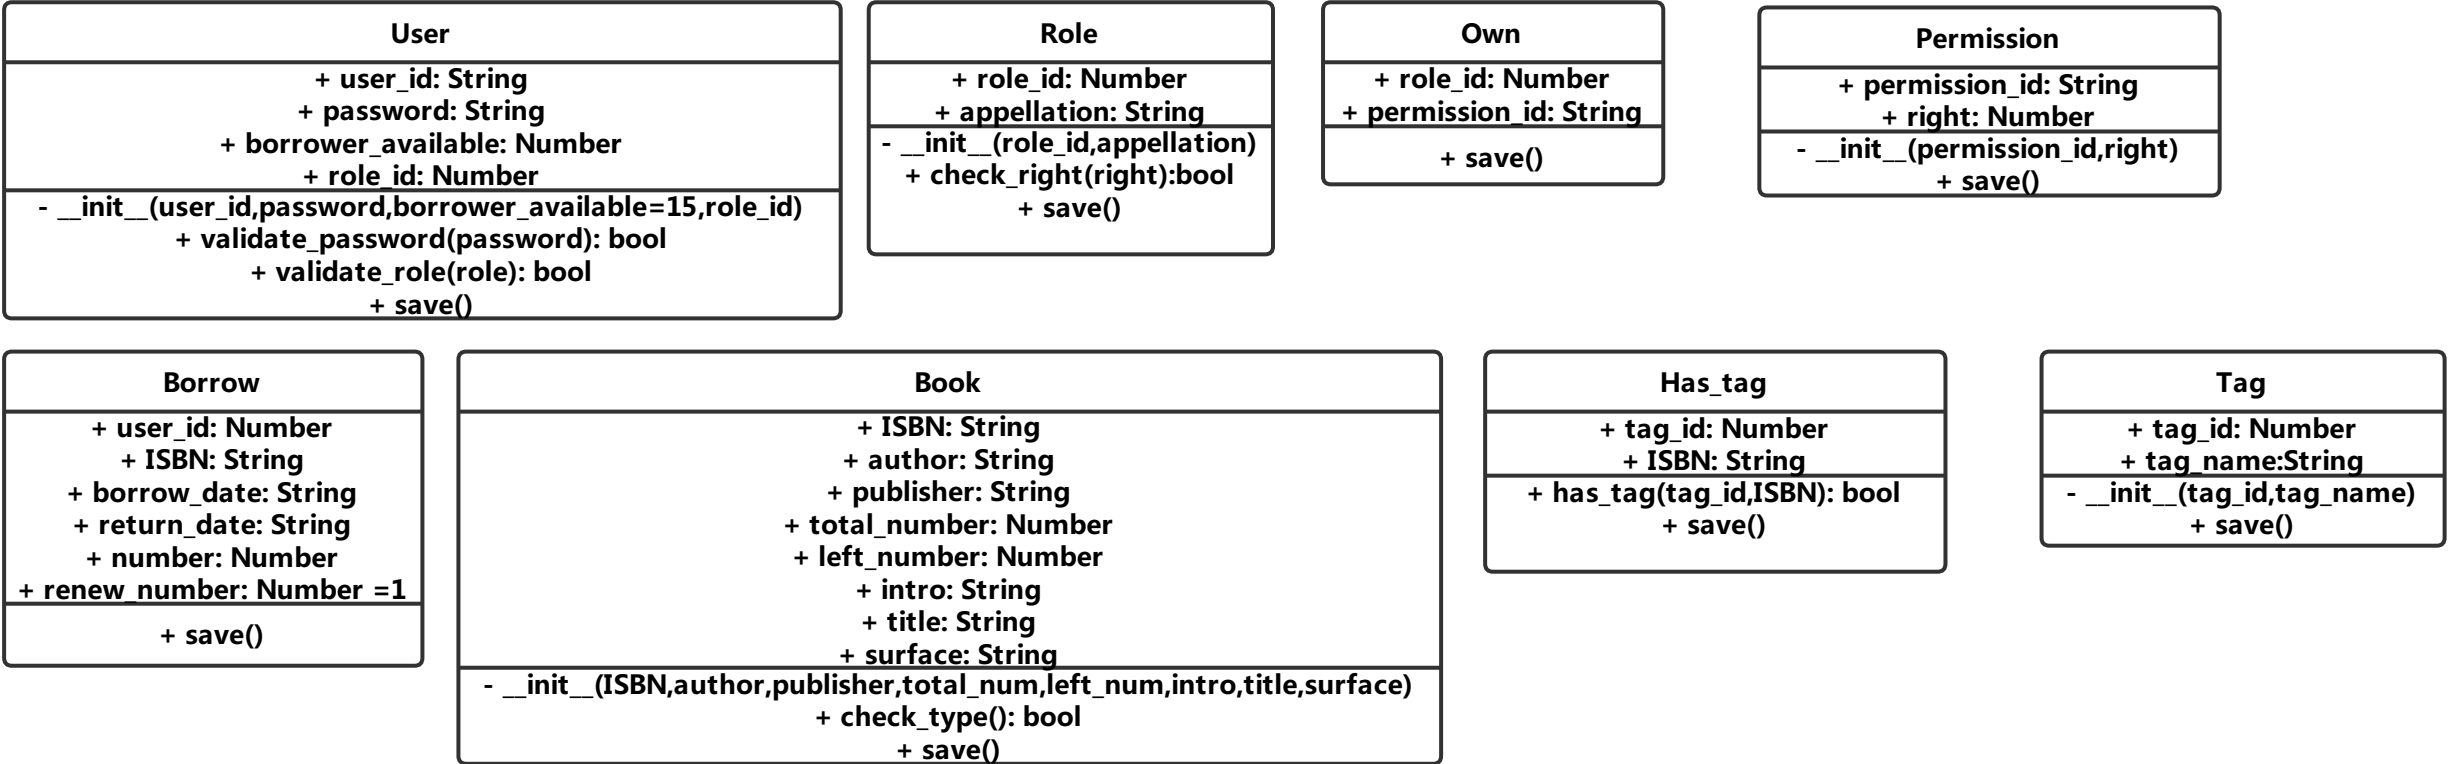 User
+ user_id: String
+ password: String
+ borrower_available: Number
+ role_id: Number
- __init__(user_id,password,borrower_available=15,role_id)
+ validate_password(password): bool
+ validate_role(role): bool
+ save()
Role
+ role_id: Number
+ appellation: String
- __init__(role_id,appellation)
+ check_right(right):bool
+ save()
Own
+ role_id: Number
+ permission_id: String
+ save()
Permission
+ permission_id: String
+ right: Number
- __init__(permission_id,right)
+ save()
Borrow
+ user_id: Number
+ ISBN: String
+ borrow_date: String
+ return_date: String
+ number: Number
+ renew_number: Number =1
+ save()
Book
+ ISBN: String
+ author: String
+ publisher: String
+ total_number: Number
+ left_number: Number
+ intro: String
+ title: String
+ surface: String
- __init__(ISBN,author,publisher,total_num,left_num,intro,title,surface)
+ check_type(): bool
+ save()
Has_tag
+ tag_id: Number
+ ISBN: String
+ has_tag(tag_id,ISBN): bool
+ save()
Tag
+ tag_id: Number
+ tag_name:String
- __init__(tag_id,tag_name)
+ save()